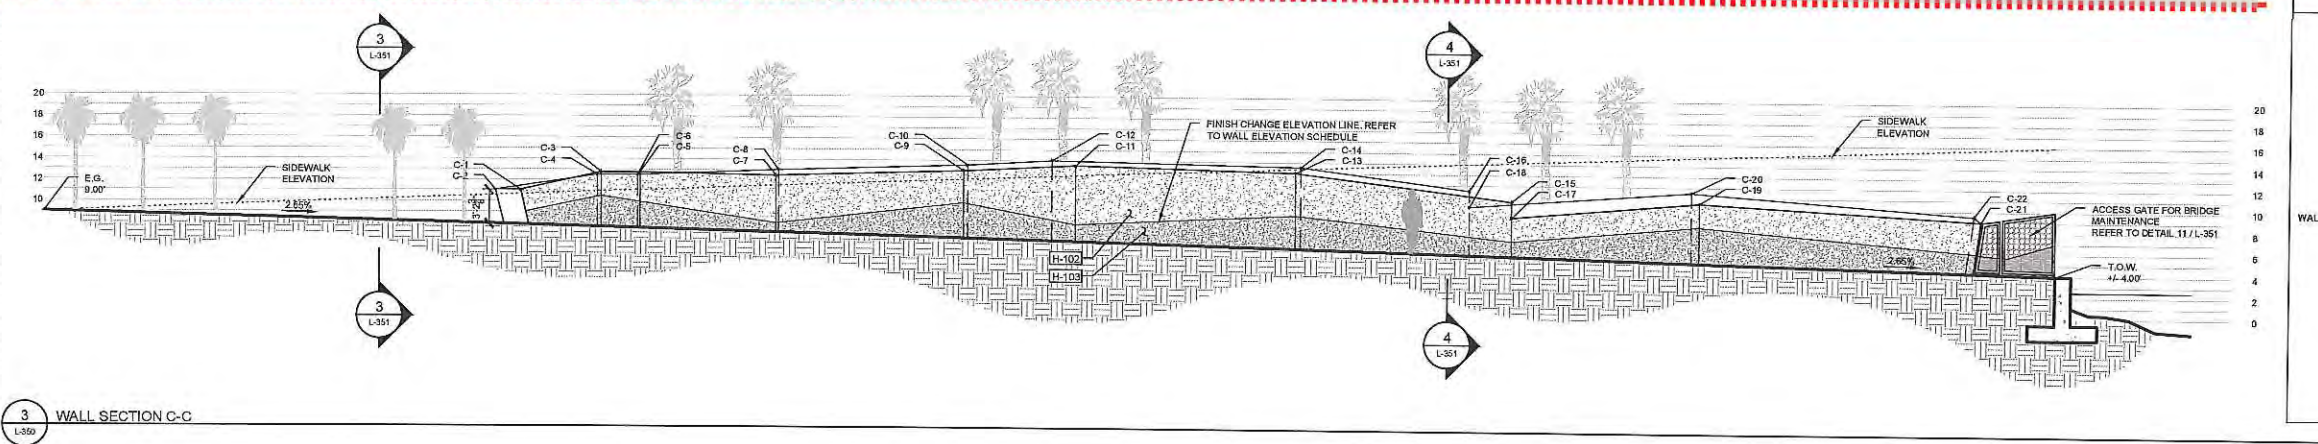 3
L-351
4
L-351
20
18
16
14
12
10
E.G.
9.00'
SIDEWALK
ELEVATION
2.65%
C-1
3'-2"
C-3
C-4
C-6
C-5
C-8
C-7
C-10
C-9
C-12
C-11
FINISH CHANGE ELEVATION LINE. REFER
TO WALL ELEVATION SCHEDULE
C-14
C-13
C-16
C-18
C-15
C-17
C-20
C-19
SIDEWALK
ELEVATION
2.65%
C-22
C-21
ACCESS GATE FOR BRIDGE
MAINTENANCE
REFER TO DETAIL 11 / L-351
T.O.W.
+/- 4.00'
20
18
16
14
12
10
8
6
4
2
0
WAL
H-102
H-103
3
L-351
4
L-351
3
L-350
WALL SECTION C-C